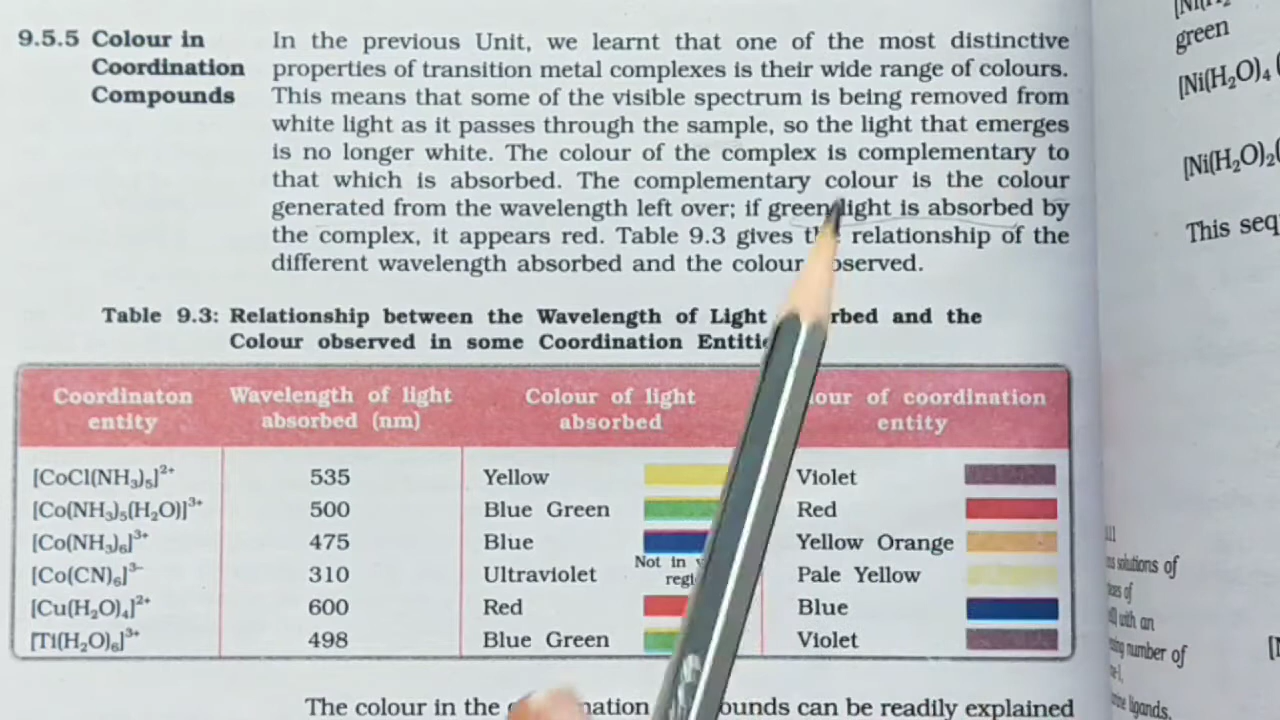 9.5.5 Colour in Coordination Compounds
In the previous Unit, we learnt that one of the most distinctive
properties of transition metal complexes is their wide range of colours.
This means that some of the visible spectrum is being removed from
white light as it passes through the sample, so the light that emerges
is no longer white. The colour of the complex is complementary to
that which is absorbed. The complementary colour is the colour
generated from the wavelength left over; if green light is absorbed by
the complex, it appears red. Table 9.3 gives relationship of the
different wavelength absorbed and the colour
Table 9.3: Relationship between the Wavelength of Light and the
Colour observed in some Coordination
Coordinaton entity Wavelength of light absorbed (nm) Colour of light absorbed of coordination entity
[CoCl(NH₃)₅]²⁺ 535 Yellow Violet
[Co(NH₃)₅(H₂O)]³⁺ 500 Blue Green Red
[Co(NH₃)₆]³⁺ 475 Blue Yellow Orange
Not in
[Co(CN)₆]³⁻ 310 Ultraviolet Pale Yellow
[Cu(H₂O)₄]²⁺ 600 Red Blue
[Ti(H₂O)₆]³⁺ 498 Blue Green Violet
The colour in the can be readily explained
green
[Ni(H₂O)₄
[Ni(H₂O)₂
This
solutions of
of
with an
number of
ligands.